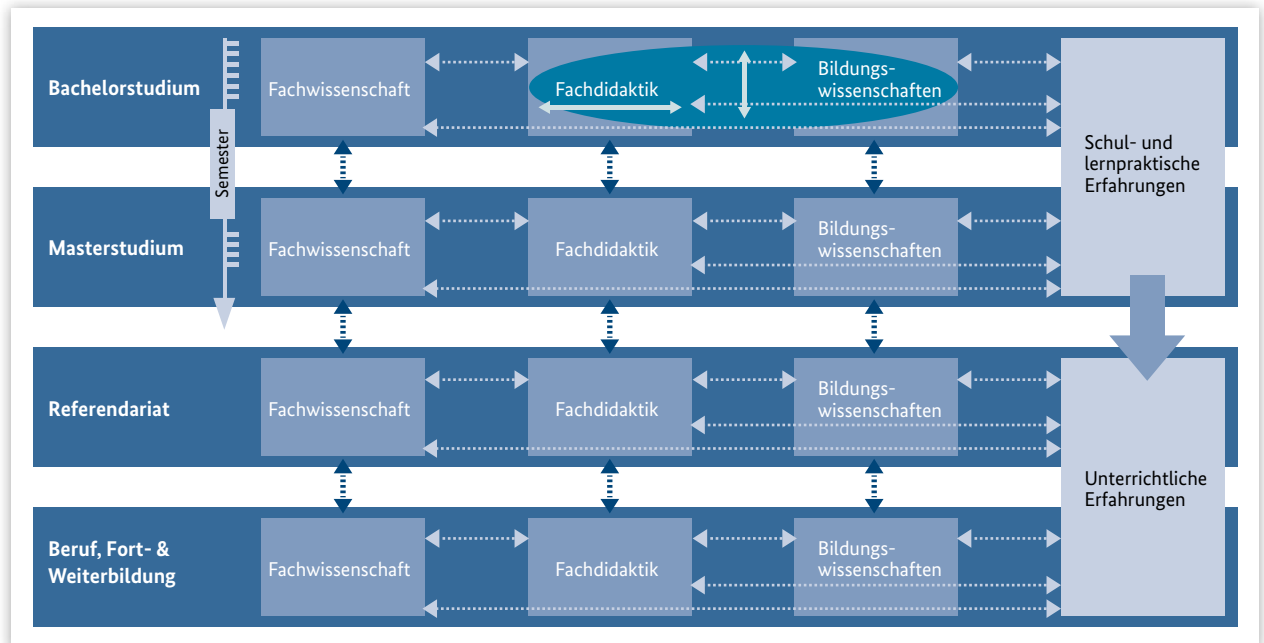 Bachelorstudium
Fachwissenschaft
Fachdidaktik
Bildungs-
wissenschaften
Schul- und
lernpraktische
Erfahrungen
Semester
Masterstudium
Fachwissenschaft
Fachdidaktik
Bildungs-
wissenschaften
Referendariat
Fachwissenschaft
Fachdidaktik
Bildungs-
wissenschaften
Unterrichtliche
Erfahrungen
Beruf, Fort- &
Weiterbildung
Fachwissenschaft
Fachdidaktik
Bildungs-
wissenschaften